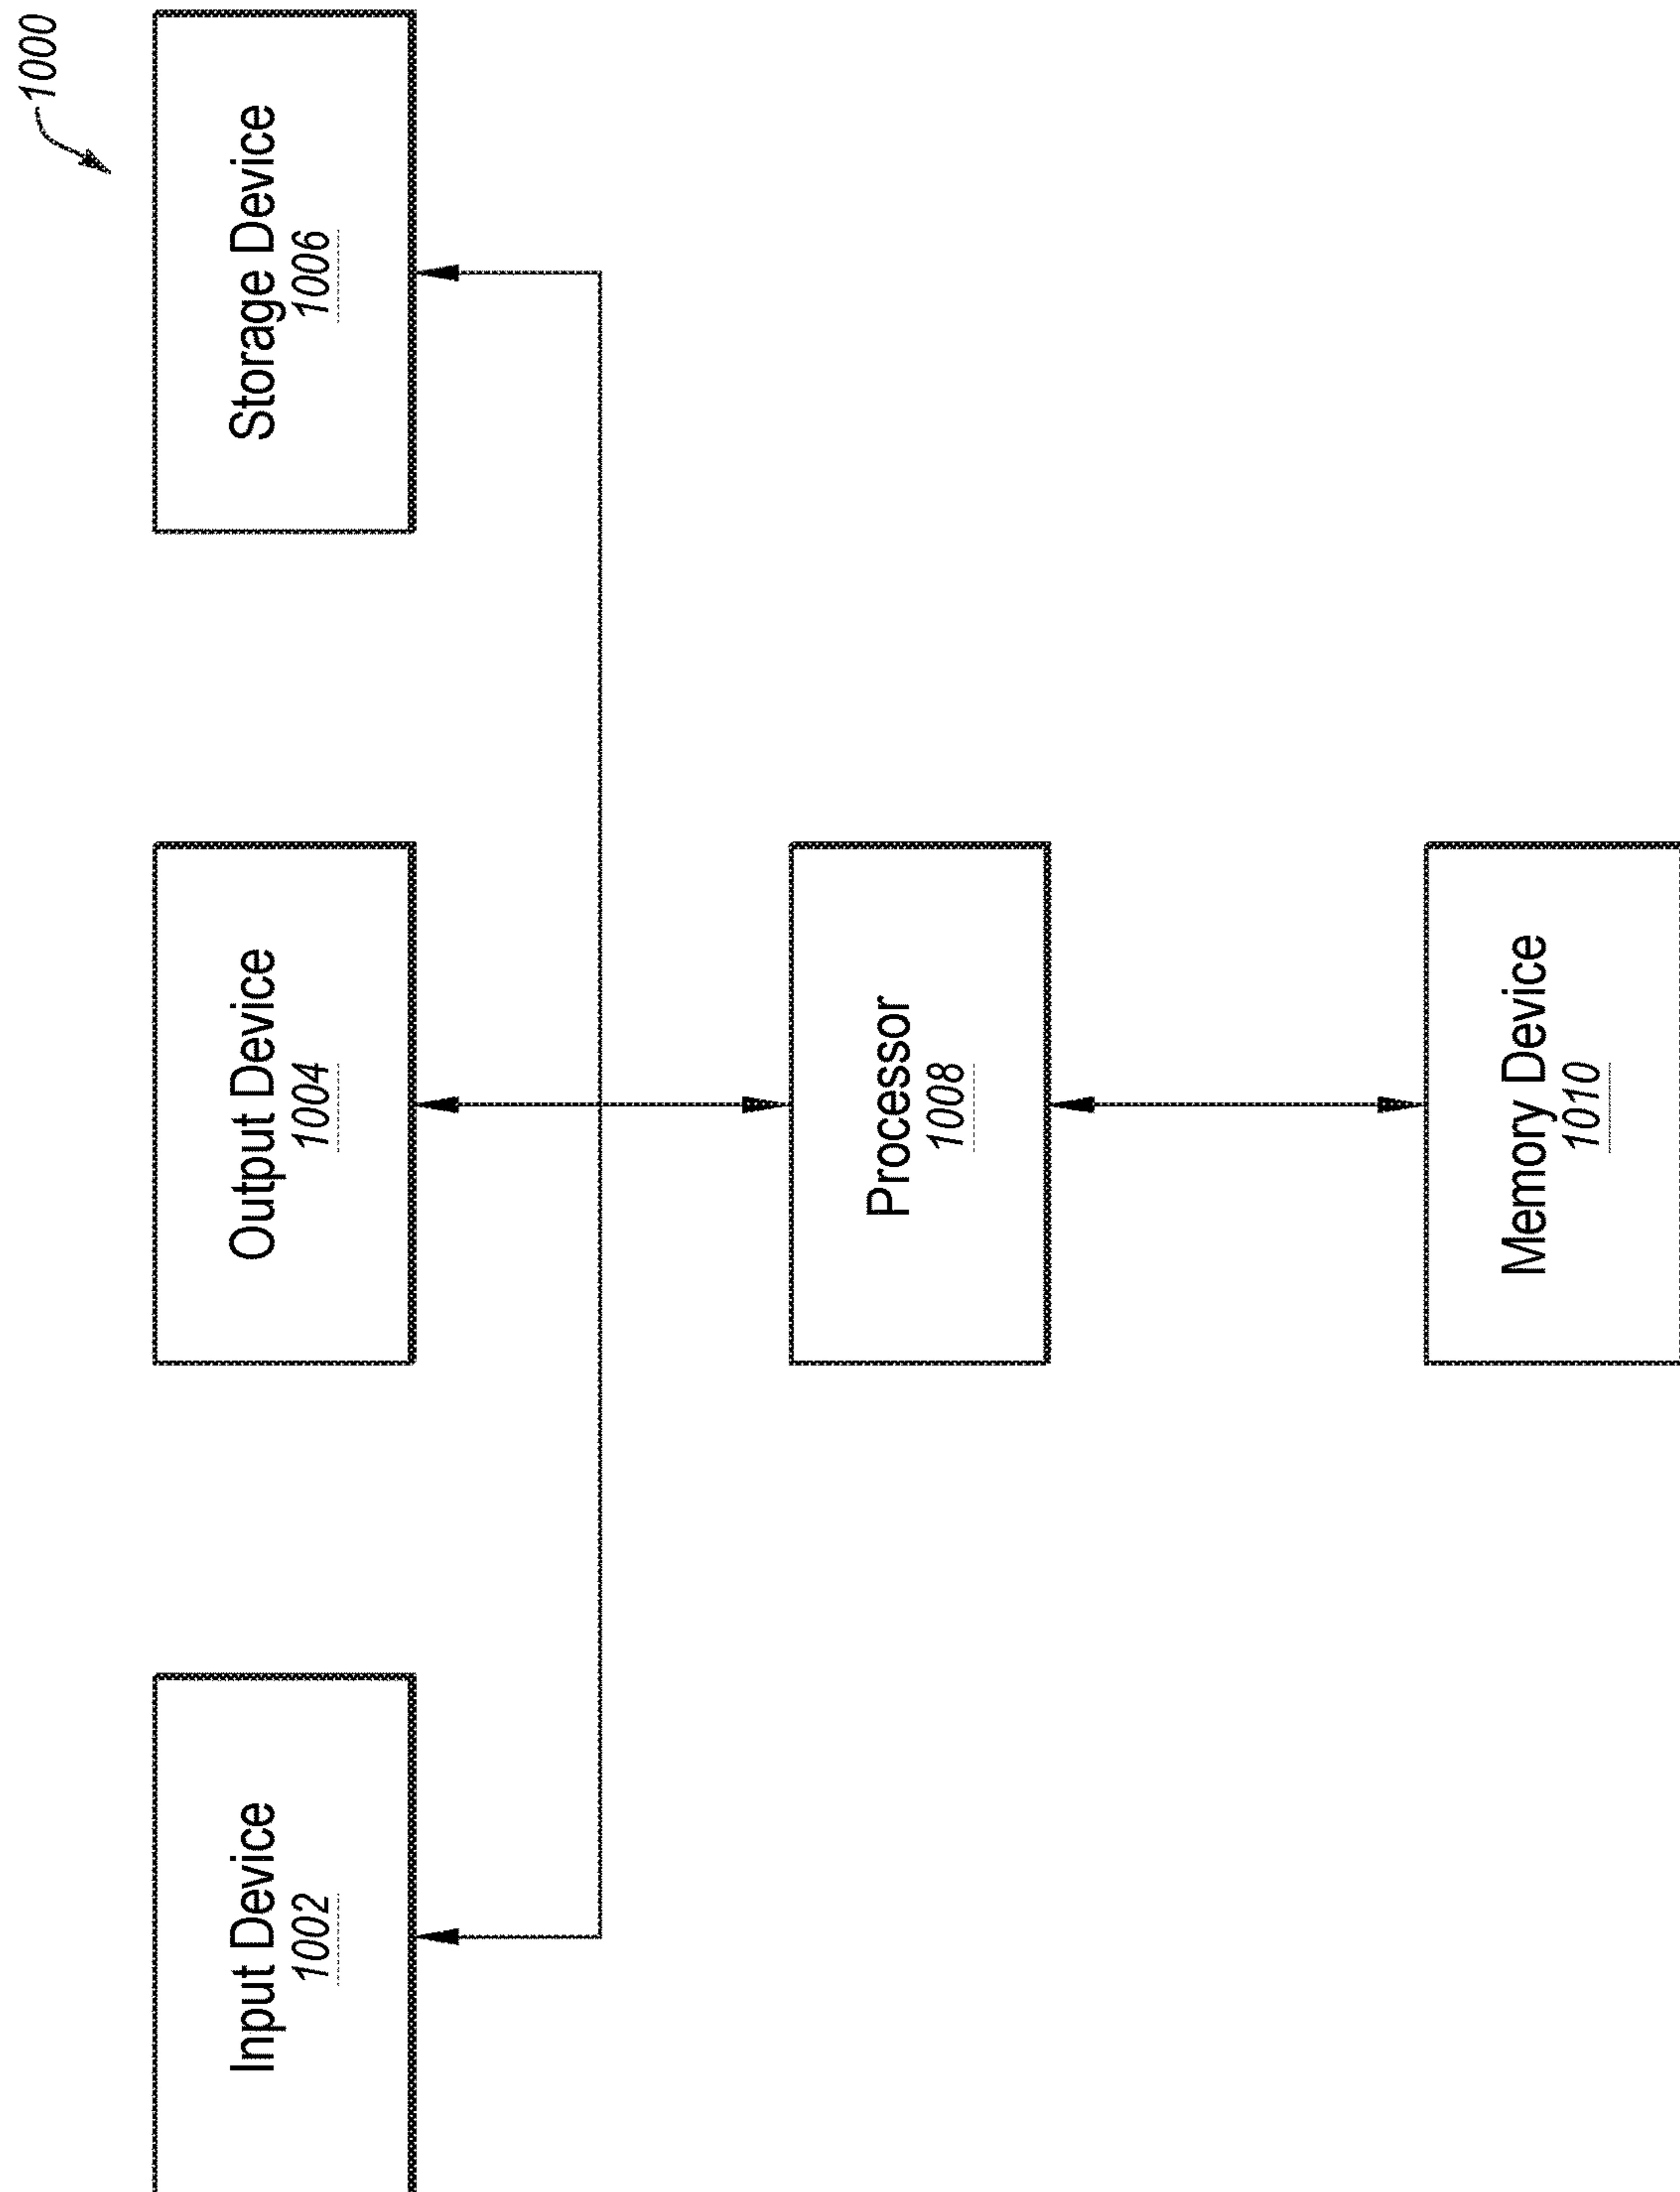 1000
Input Device
1002
Output Device
1004
Storage Device
1006
Processor
1008
Memory Device
1010